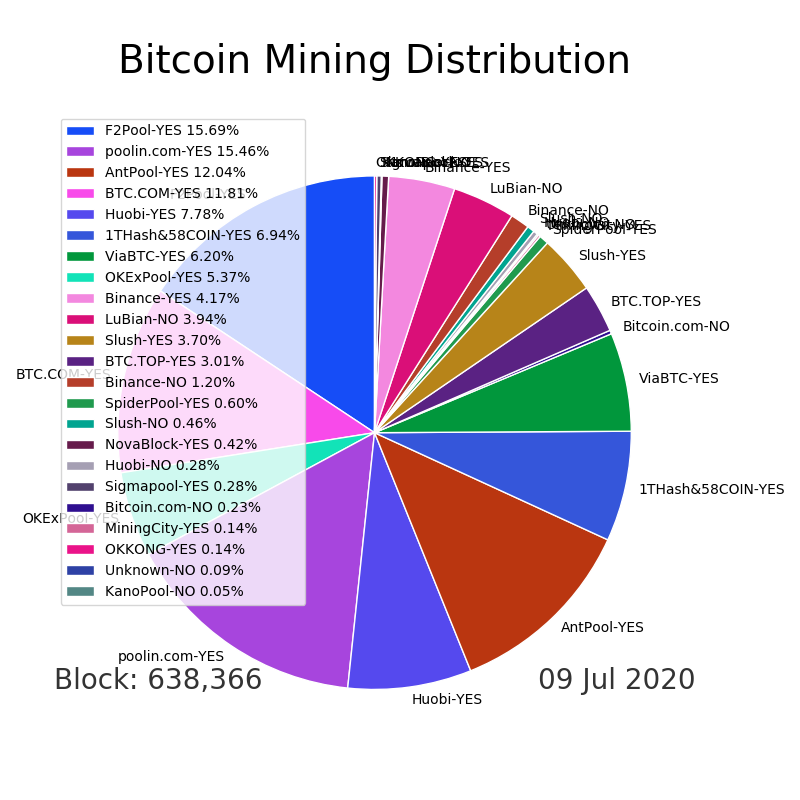 Bitcoin Mining Distribution
F2Pool-YES 15.69%
poolin.com-YES 15.46%
AntPool-YES 12.04%
BTC.COM-YES 11.81%
Huobi-YES 7.78%
1THash&58COIN-YES 6.94%
ViaBTC-YES 6.20%
OKExPool-YES 5.37%
Binance-YES 4.17%
LuBian-NO 3.94%
Slush-YES 3.70%
BTC.TOP-YES 3.01%
Binance-NO 1.20%
SpiderPool-YES 0.60%
Slush-NO 0.46%
NovaBlock-YES 0.42%
Huobi-NO 0.28%
Sigmapool-YES 0.28%
Bitcoin.com-NO 0.23%
MiningCity-YES 0.14%
OKKONG-YES 0.14%
Unknown-NO 0.09%
KanoPool-NO 0.05%
Binance-YES
LuBian-NO
Binance-NO
Slush-NO
SpiderPool-YES
Slush-YES
BTC.TOP-YES
Bitcoin.com-NO
ViaBTC-YES
1THash&58COIN-YES
AntPool-YES
Huobi-YES
poolin.com-YES
OKExPool-YES
BTC.COM-YES
F2Pool-YES
Block: 638,366
09 Jul 2020